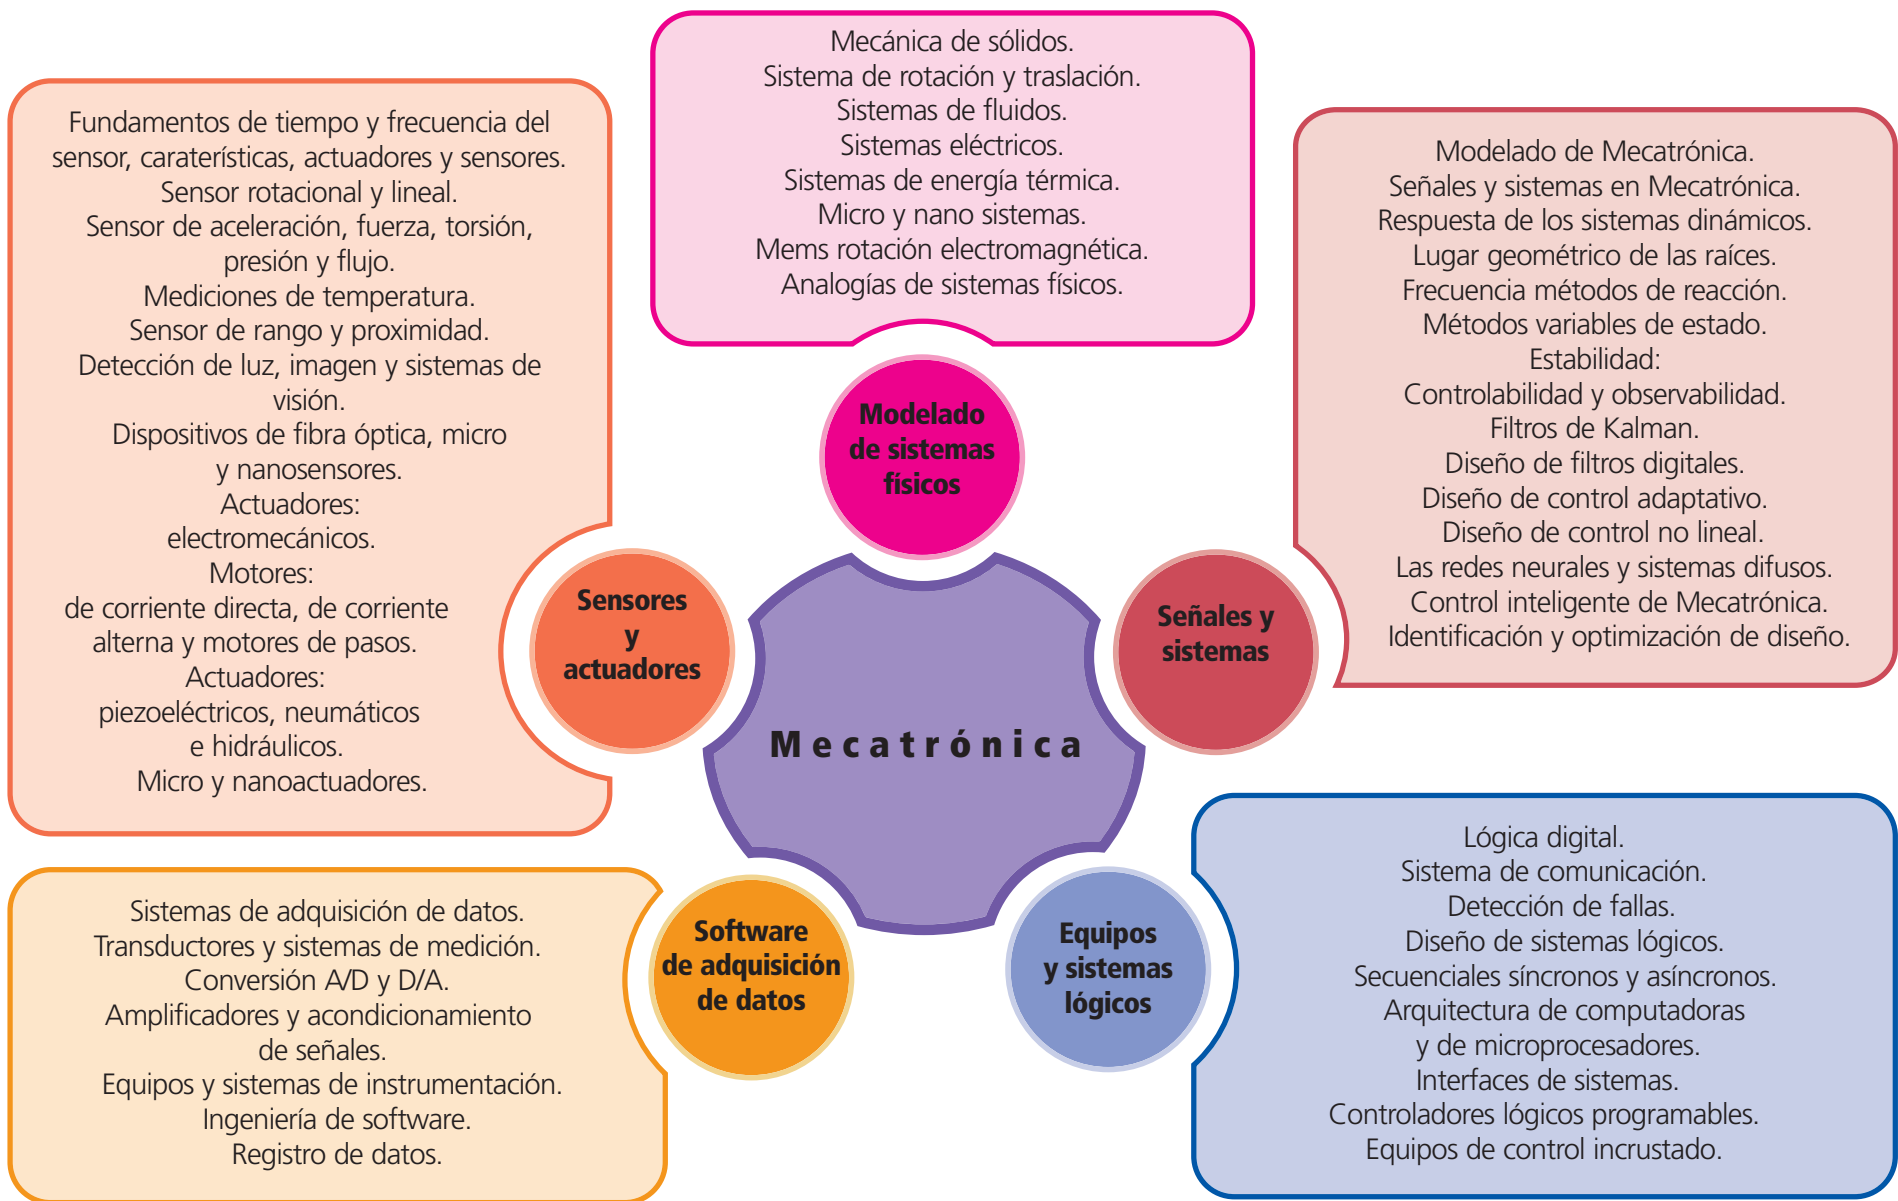 Mecánica de sólidos.
Sistema de rotación y traslación.
Sistemas de fluidos.
Sistemas eléctricos.
Sistemas de energía térmica.
Micro y nano sistemas.
Mems rotación electromagnética.
Analogías de sistemas físicos.
Modelado
de sistemas
físicos
Fundamentos de tiempo y frecuencia del
sensor, caraterísticas, actuadores y sensores.
Sensor rotacional y lineal.
Sensor de aceleración, fuerza, torsión,
presión y flujo.
Mediciones de temperatura.
Sensor de rango y proximidad.
Detección de luz, imagen y sistemas de
visión.
Dispositivos de fibra óptica, micro
y nanosensores.
Actuadores:
electromecánicos.
Motores:
de corriente directa, de corriente
alterna y motores de pasos.
Actuadores:
piezoeléctricos, neumáticos
e hidráulicos.
Micro y nanoactuadores.
Sensores
y
actuadores
Modelado de Mecatrónica.
Señales y sistemas en Mecatrónica.
Respuesta de los sistemas dinámicos.
Lugar geométrico de las raíces.
Frecuencia métodos de reacción.
Métodos variables de estado.
Estabilidad:
Controlabilidad y observabilidad.
Filtros de Kalman.
Diseño de filtros digitales.
Diseño de control adaptativo.
Diseño de control no lineal.
Las redes neurales y sistemas difusos.
Control inteligente de Mecatrónica.
Identificación y optimización de diseño.
Señales y
sistemas
Mecatrónica
Sistemas de adquisición de datos.
Transductores y sistemas de medición.
Conversión A/D y D/A.
Amplificadores y acondicionamiento
de señales.
Equipos y sistemas de instrumentación.
Ingeniería de software.
Registro de datos.
Software
de adquisición
de datos
Equipos
y sistemas
lógicos
Lógica digital.
Sistema de comunicación.
Detección de fallas.
Diseño de sistemas lógicos.
Secuenciales síncronos y asíncronos.
Arquitectura de computadoras
y de microprocesadores.
Interfaces de sistemas.
Controladores lógicos programables.
Equipos de control incrustado.